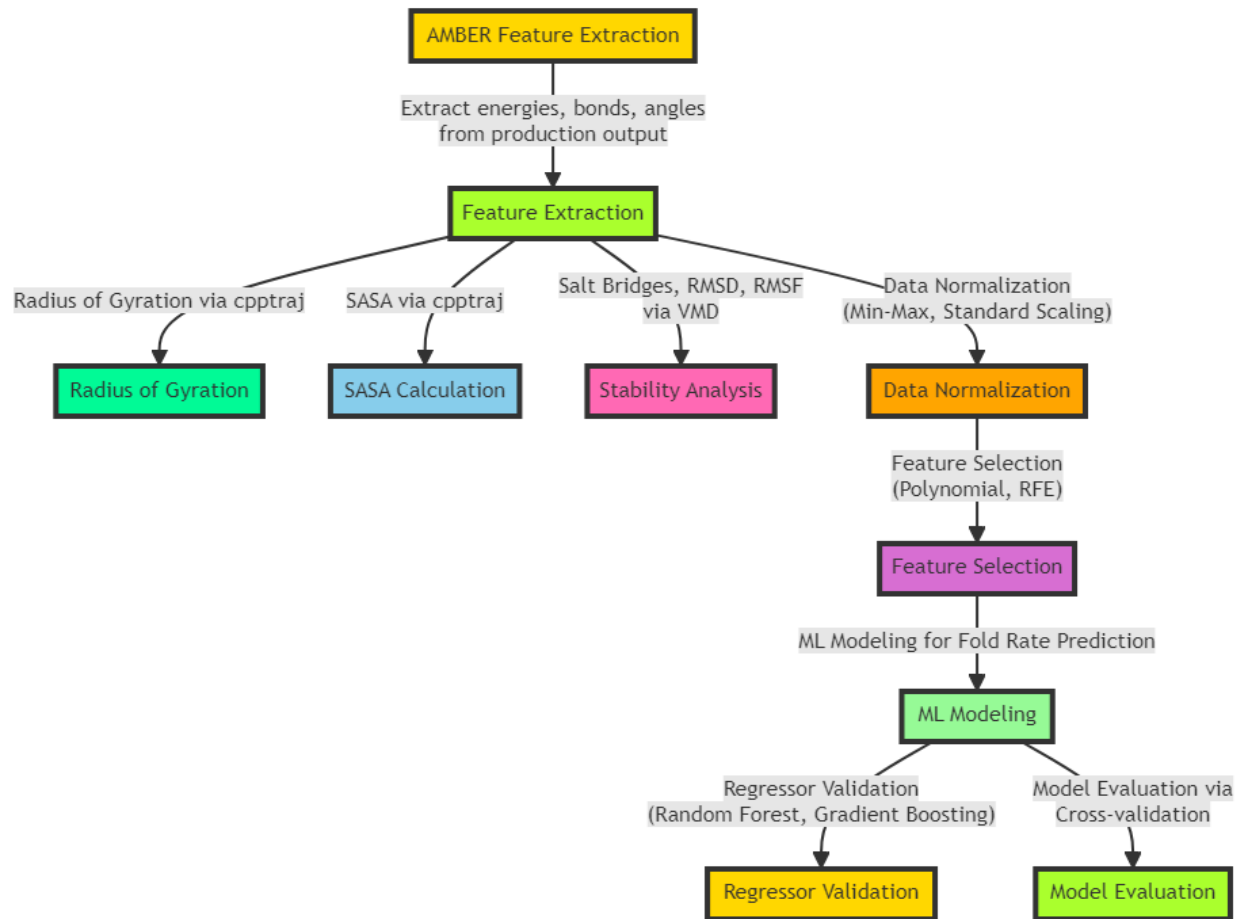 AMBER Feature Extraction
Extract energies, bonds, angles
from production output
Feature Extraction
Radius of Gyration via cpptraj
SASA via cpptraj
Salt Bridges, RMSD, RMSF
via VMD
Data Normalization
(Min-Max, Standard Scaling)
Radius of Gyration
SASA Calculation
Stability Analysis
Data Normalization
Feature Selection
(Polynomial, RFE)
Feature Selection
ML Modeling for Fold Rate Prediction
ML Modeling
Regressor Validation
(Random Forest, Gradient Boosting)
Model Evaluation via
Cross-validation
Regressor Validation
Model Evaluation